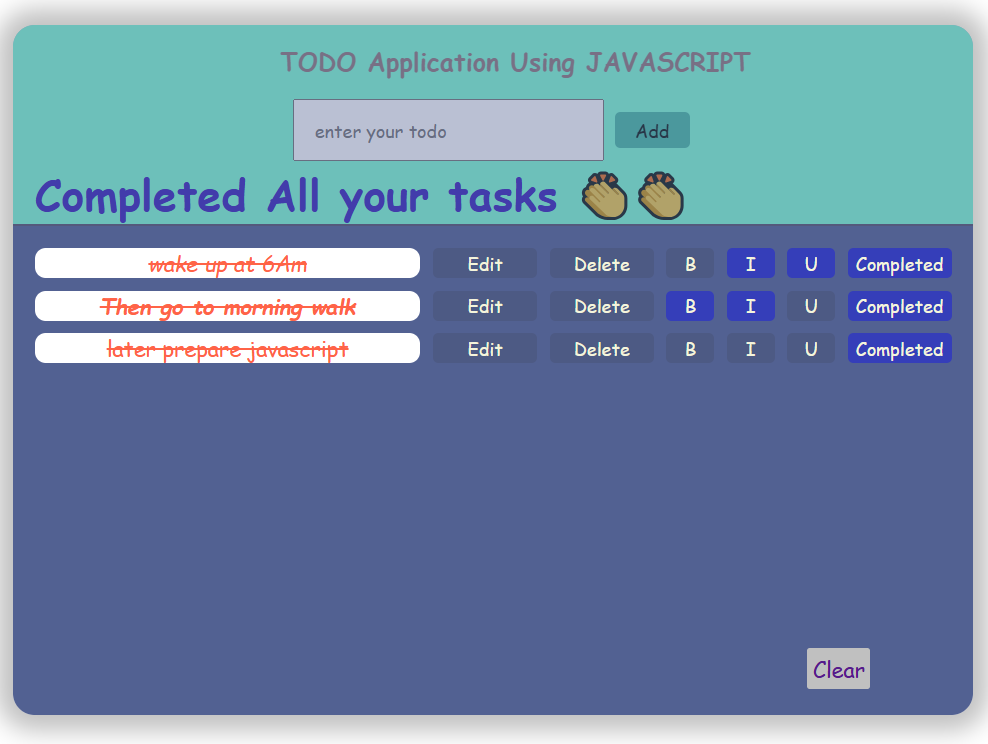 TODO Application Using JAVASCRIPT
enter your todo Add
Completed All your tasks 👏👏
wake up at 6Am Edit Delete B I U Completed
Then go to morning walk Edit Delete B I U Completed
later prepare javascript Edit Delete B I U Completed
Clear